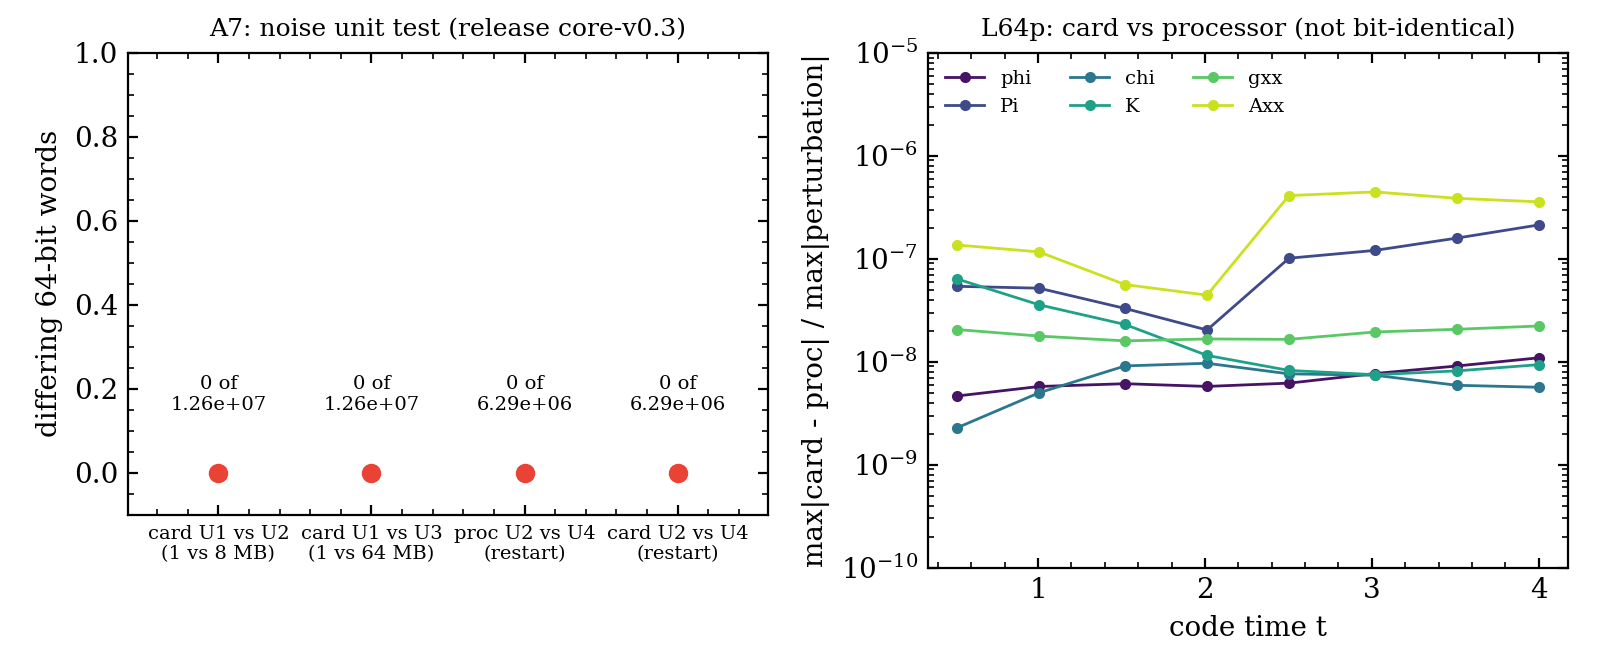 A7: noise unit test (release core-v0.3)
differing 64-bit words
1.0
0.8
0.6
0.4
0.2
0.0
0 of
1.26e+07
0 of
1.26e+07
0 of
6.29e+06
0 of
6.29e+06
card U1 vs U2
(1 vs 8 MB)
card U1 vs U3
(1 vs 64 MB)
proc U2 vs U4
(restart)
card U2 vs U4
(restart)
L64p: card vs processor (not bit-identical)
max|card - proc| / max|perturbation|
10⁻⁵
10⁻⁶
10⁻⁷
10⁻⁸
10⁻⁹
10⁻¹⁰
phi
Pi
chi
K
gxx
Axx
1
2
3
4
code time t